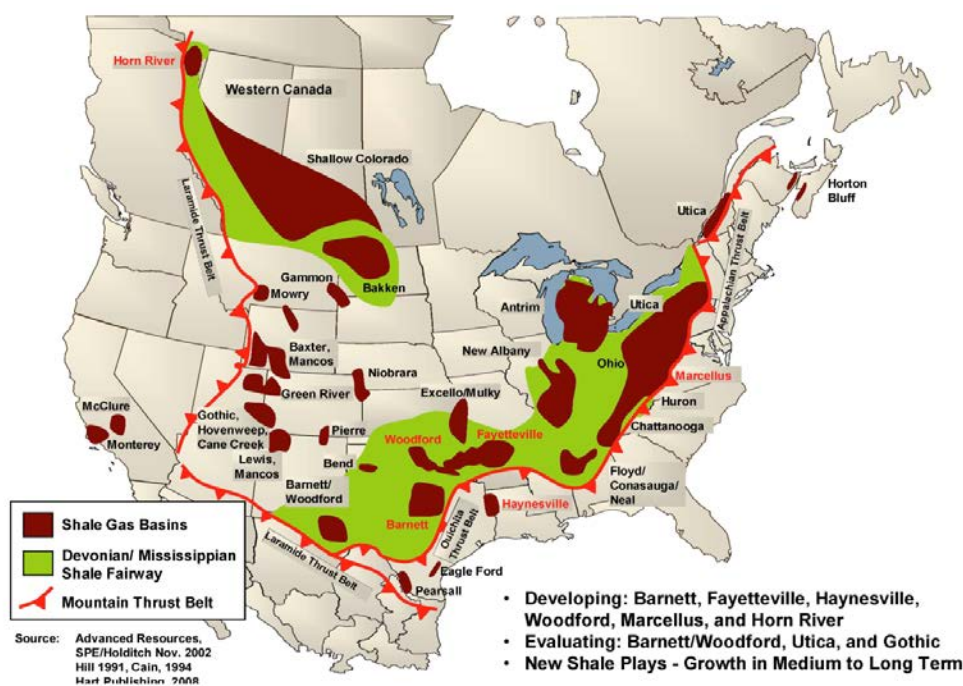 Horn River
Western Canada
Shallow Colorado
Laramide Thrust Belt
Utica
Horton
Bluff
Appalachian Thrust Belt
Gammon
Mowry
Bakken
Antrim
Utica
Baxter,
Mancos
New Albany
Ohio
Niobrara
Marcellus
Green River
Excello/Mulky
Huron
McClure
Monterey
Gothic,
Hovenweep,
Cane Creek
Pierre
Woodford
Fayetteville
Chattanooga
Lewis,
Mancos
Bend
Floyd/
Conasauga/
Neal
Barnett/
Woodford
Barnett
Haynesville
Ouichita
Thrust Belt
Laramide Thrust Belt
Eagle Ford
Pearsall
Shale Gas Basins
Devonian/ Mississippian
Shale Fairway
Mountain Thrust Belt
Source: Advanced Resources,
SPE/Holditch Nov. 2002
Hill 1991, Cain, 1994
Hart Publishing, 2008
• Developing: Barnett, Fayetteville, Haynesville,
Woodford, Marcellus, and Horn River
• Evaluating: Barnett/Woodford, Utica, and Gothic
• New Shale Plays - Growth in Medium to Long Term